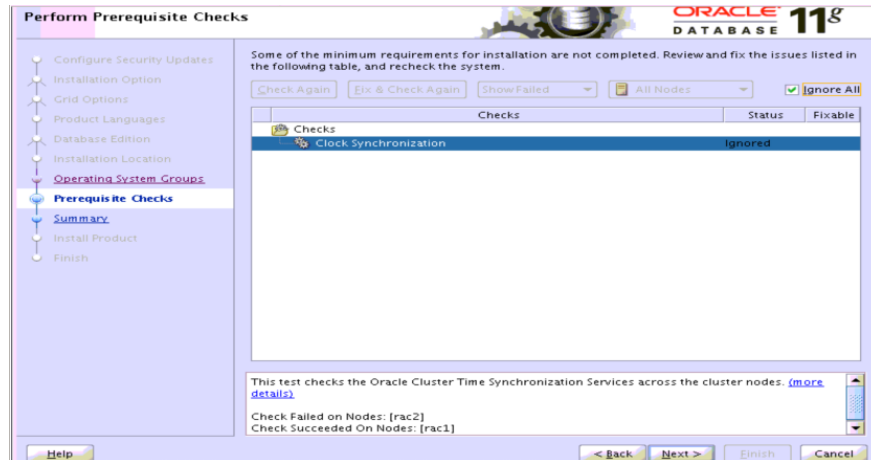 Perform Prerequisite Checks
ORACLE 11g
DATABASE
Configure Security Updates
Installation Option
Grid Options
Product Languages
Database Edition
Installation Location
Operating System Groups
Prerequisite Checks
Summary
Install Product
Finish
Some of the minimum requirements for installation are not completed. Review and fix the issues listed in
the following table, and recheck the system.
Check Again Fix & Check Again Show Failed All Nodes Ignore All
Checks Status Fixable
Checks
Clock Synchronization Ignored
This test checks the Oracle Cluster Time Synchronization Services across the cluster nodes. (more
details)
Check Failed on Nodes: [rac2]
Check Succeeded On Nodes: [rac1]
Help < Back Next > Finish Cancel